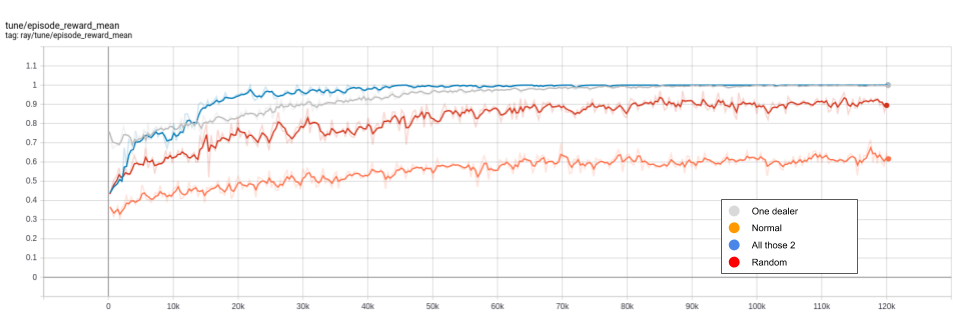 tune/episode_reward_mean
tag: ray/tune/episode_reward_mean
1.1
1
0.9
0.8
0.7
0.6
0.5
0.4
0.3
0.2
0.1
0
One dealer
Normal
All those 2
Random
0 10k 20k 30k 40k 50k 60k 70k 80k 90k 100k 110k 120k